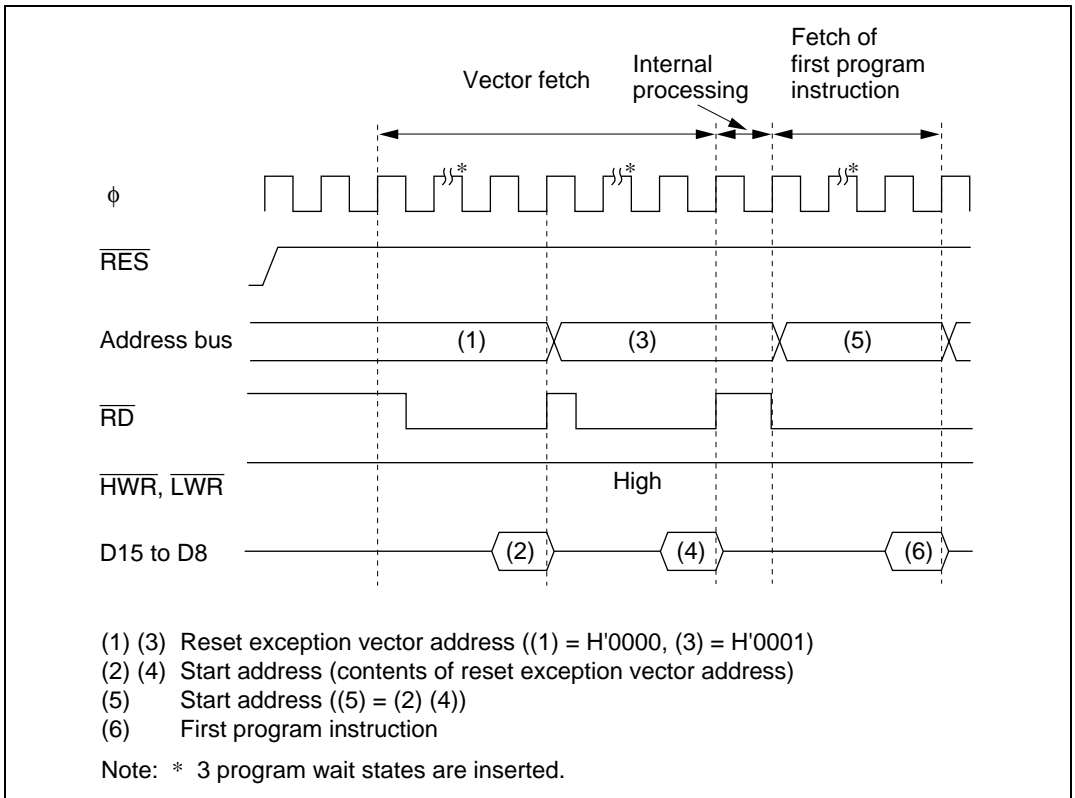 Vector fetch
Internal
processing
Fetch of
first program
instruction
φ
*
*
*
RES
Address bus
(1)
(3)
(5)
RD
HWR, LWR
High
D15 to D8
(2)
(4)
(6)
(1) (3) Reset exception vector address ((1) = H'0000, (3) = H'0001)
(2) (4) Start address (contents of reset exception vector address)
(5) Start address ((5) = (2) (4))
(6) First program instruction
Note: * 3 program wait states are inserted.